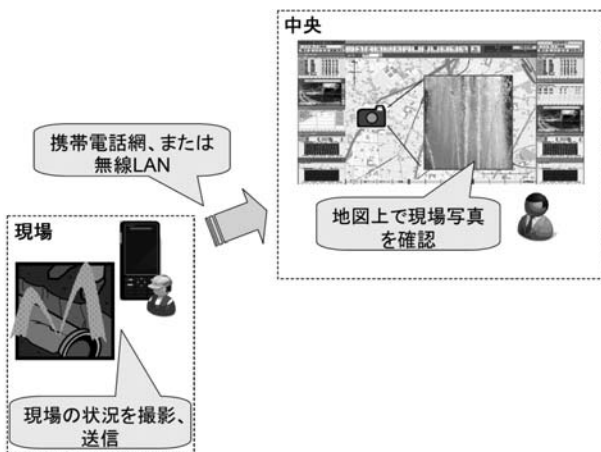 中央
携帯電話網、または
無線LAN
地図上で現場写真
を確認
現場
現場の状況を撮影、
送信